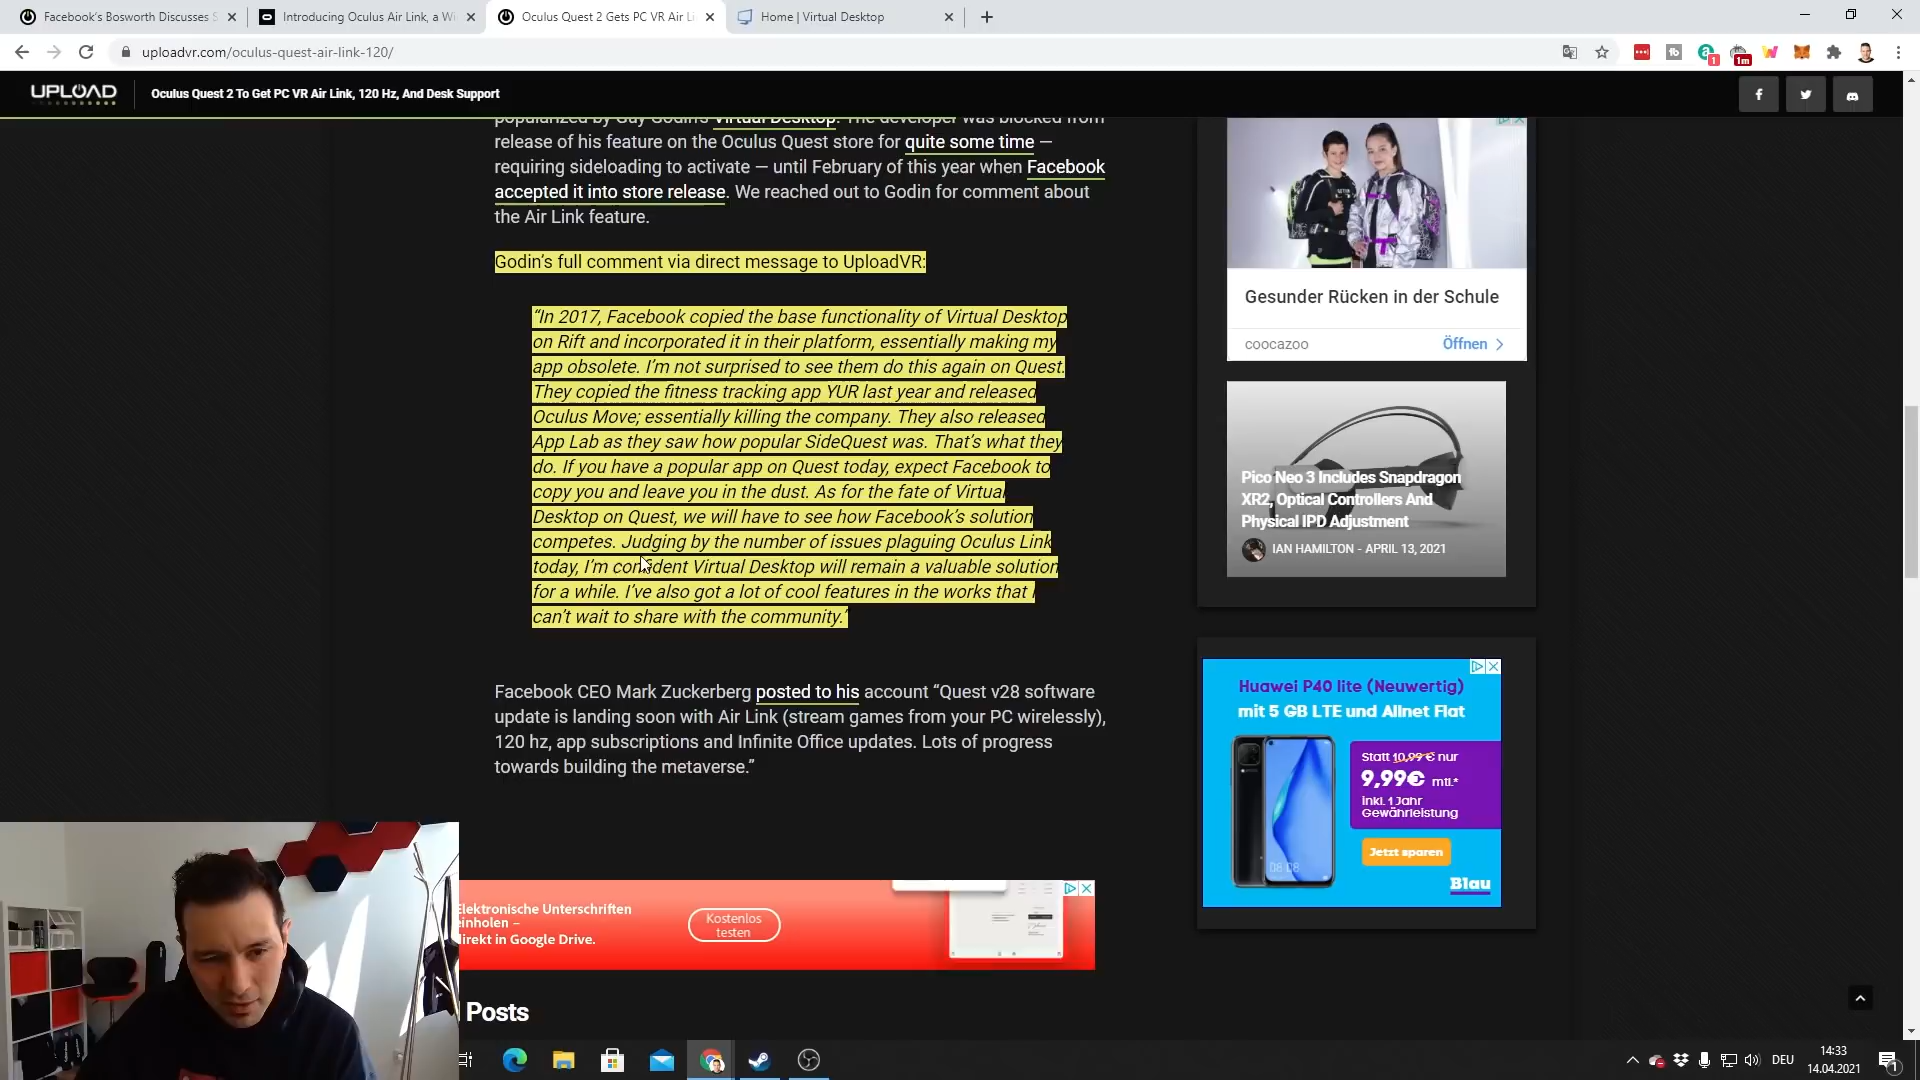 Facebook's Bosworth Discusses S
Introducing Oculus Air Link, a Wi
Oculus Quest 2 Gets PC VR Air Li
Home | Virtual Desktop
uploadvr.com/oculus-quest-air-link-120/
1
1m
UPLOAD
Oculus Quest 2 To Get PC VR Air Link, 120 Hz, And Desk Support
popularized by Guy Godin's Virtual Desktop. The developer was blocked from
release of his feature on the Oculus Quest store for quite some time —
requiring sideloading to activate — until February of this year when Facebook
accepted it into store release. We reached out to Godin for comment about
the Air Link feature.
Godin's full comment via direct message to UploadVR:
“In 2017, Facebook copied the base functionality of Virtual Desktop
on Rift and incorporated it in their platform, essentially making my
app obsolete. I'm not surprised to see them do this again on Quest.
They copied the fitness tracking app YUR last year and released
Oculus Move; essentially killing the company. They also released
App Lab as they saw how popular SideQuest was. That's what they
do. If you have a popular app on Quest today, expect Facebook to
copy you and leave you in the dust. As for the fate of Virtual
Desktop on Quest, we will have to see how Facebook's solution
competes. Judging by the number of issues plaguing Oculus Link
today, I'm confident Virtual Desktop will remain a valuable solution
for a while. I've also got a lot of cool features in the works that I
can't wait to share with the community.”
Facebook CEO Mark Zuckerberg posted to his account “Quest v28 software
update is landing soon with Air Link (stream games from your PC wirelessly),
120 hz, app subscriptions and Infinite Office updates. Lots of progress
towards building the metaverse.”
Gesunder Rücken in der Schule
coocazoo
Öffnen
Pico Neo 3 Includes Snapdragon
XR2, Optical Controllers And
Physical IPD Adjustment
IAN HAMILTON - APRIL 13, 2021
Huawei P40 lite (Neuwertig)
mit 5 GB LTE und Allnet Flat
Statt 10,99 € nur
9,99€ mtl.*
inkl. 1 Jahr
Gewährleistung
08:08
Jetzt sparen
Blau
Elektronische Unterschriften
einholen –
direkt in Google Drive.
Kostenlos
testen
Posts
DEU
14:33
14.04.2021
1